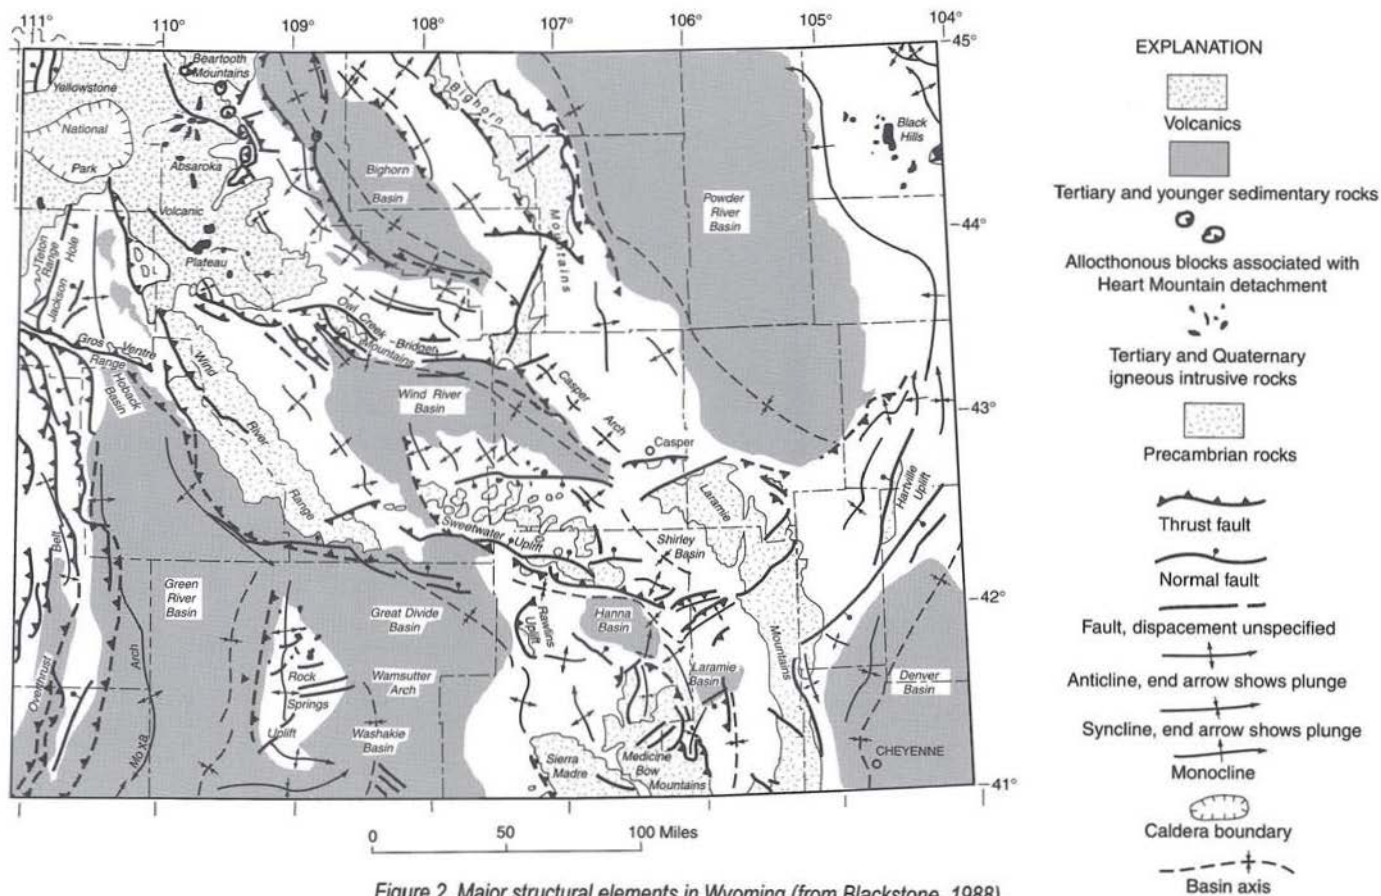 111° 110° 109° 108° 107° 106° 105° 104°
45°
44°
43°
42°
41°
Beartooth
Mountains
Yellowstone
National
Park
Absaroka
Volcanic
Plateau
Teton
Range
Jackson Hole
Gros Ventre
Range
Hoback
Basin
Wind River Range
Bighorn
Basin
Bighorn
Mountains
Powder
River
Basin
Black
Hills
Owl Creek - Bridger
Mountains
Wind River
Basin
Casper Arch
Casper
Hartville
Uplift
Laramie
Mountains
Sweetwater Uplift
Shirley
Basin
Green
River
Basin
Great Divide
Basin
Rawlins
Uplift
Hanna
Basin
Overthrust Belt
Moxa Arch
Rock
Springs
Uplift
Wamsutter
Arch
Washakie
Basin
Laramie
Basin
Denver
Basin
Sierra
Madre
Medicine
Bow
Mountains
CHEYENNE
0 50 100 Miles
EXPLANATION
Volcanics
Tertiary and younger sedimentary rocks
Allocthonous blocks associated with
Heart Mountain detachment
Tertiary and Quaternary
igneous intrusive rocks
Precambrian rocks
Thrust fault
Normal fault
Fault, dispacement unspecified
Anticline, end arrow shows plunge
Syncline, end arrow shows plunge
Monocline
Caldera boundary
Basin axis
Figure 2. Major structural elements in Wyoming (from Blackstone, 1988)